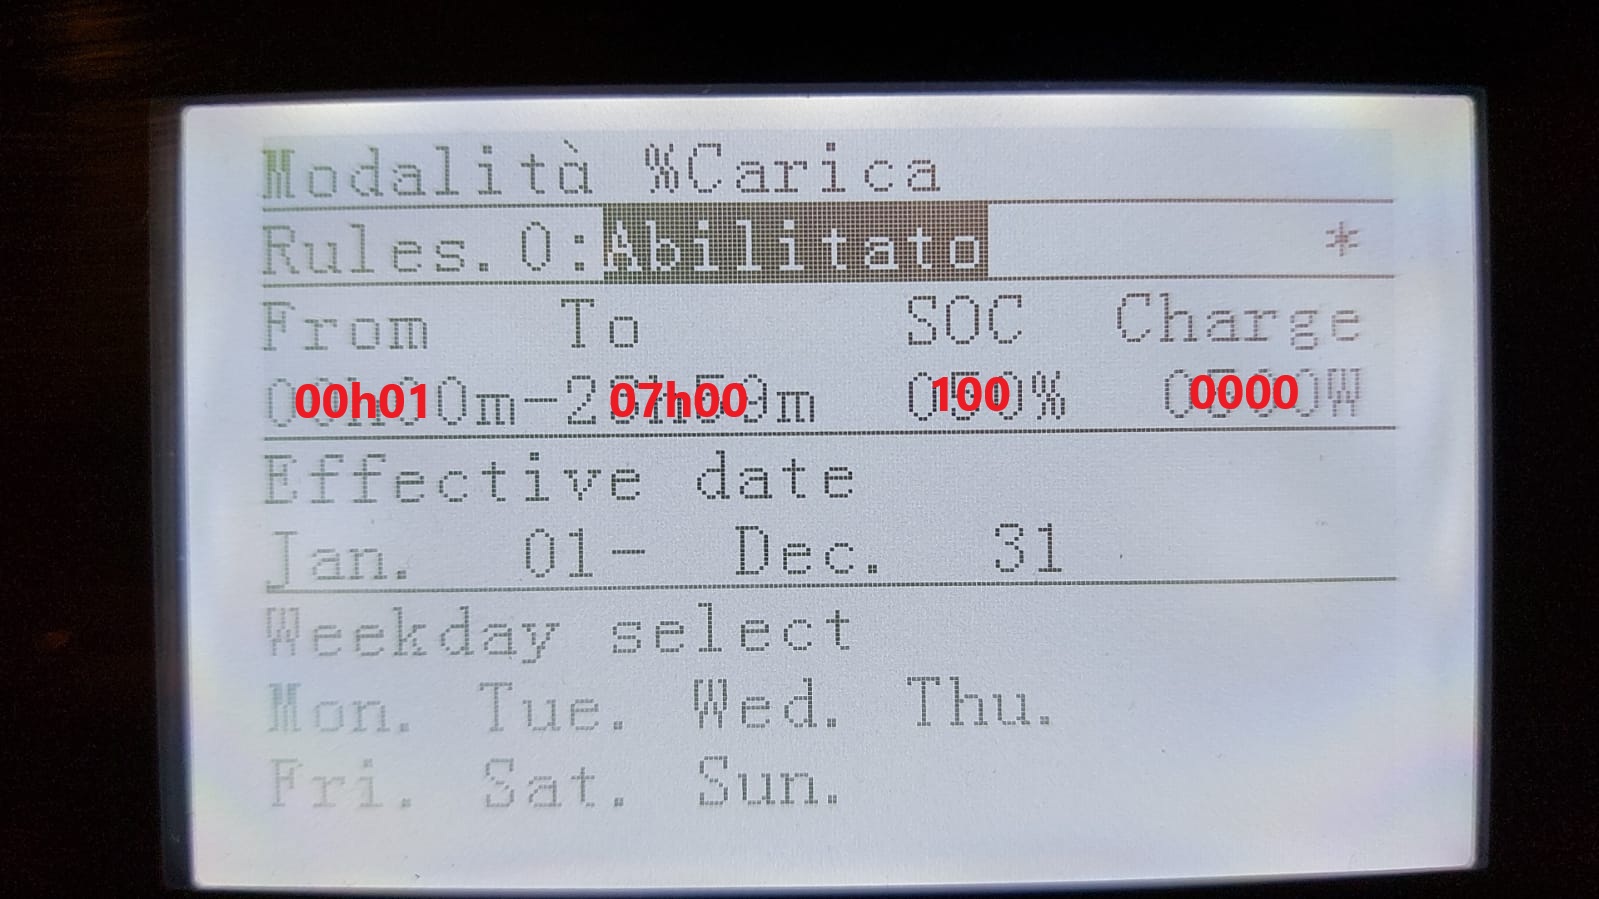 Modalità %Carica
Rules. 0:Abilitato *
From To SOC Charge
00h01 m- 07h00 m 100 % 0000 W
Effective date
Jan. 01- Dec. 31
Weekday select
Mon. Tue. Wed. Thu.
Fri. Sat. Sun.